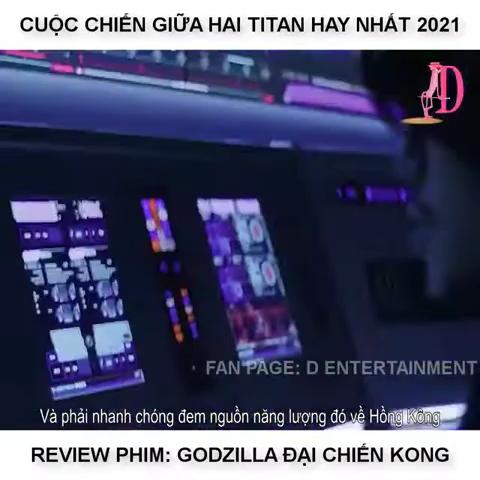 CUỘC CHIẾN GIỮA HAI TITAN HAY NHẤT 2021
D
FAN PAGE: D ENTERTAINMENT
Và phải nhanh chóng đem nguồn năng lượng đó về Hồng Kông
REVIEW PHIM: GODZILLA ĐẠI CHIẾN KONG